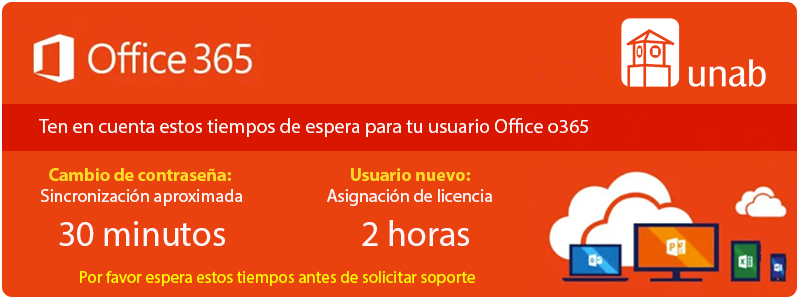 Office 365
unab
Ten en cuenta estos tiempos de espera para tu usuario Office o365
Cambio de contraseña:
Sincronización aproximada
30 minutos
Usuario nuevo:
Asignación de licencia
2 horas
Por favor espera estos tiempos antes de solicitar soporte